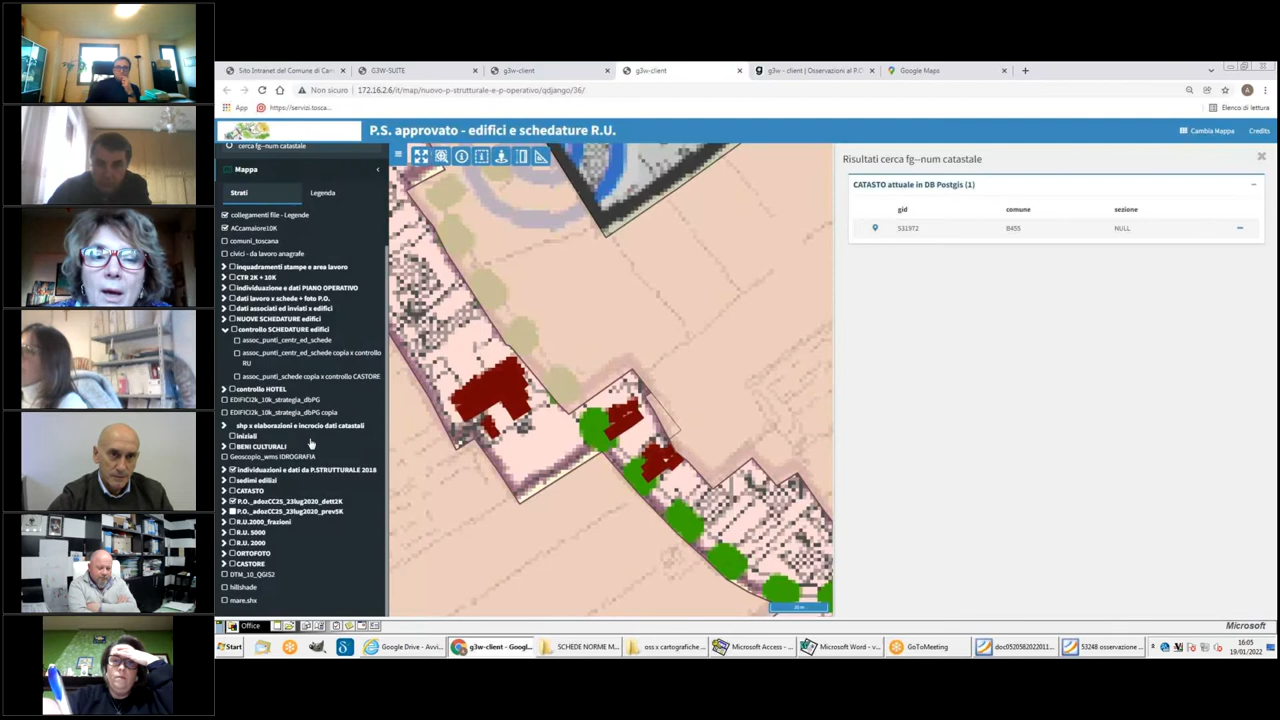 Sito Intranet del Comune di Cam
G3W-SUITE
g3w-client
g3w-client
g3w - client | Osservazioni al P.O.
Google Maps
Non sicuro | 172.16.2.6/it/map/nuovo-p-strutturale-e-p-operativo/qdjango/36/
App
https://servizi.tosca...
Elenco di lettura
P.S. approvato - edifici e schedature R.U.
Cambia Mappa
Credits
cerca fg--num catastale
Mappa
Strati
Legenda
collegamenti file - Legende
ACcamaiore10K
comuni_toscana
civici - da lavoro anagrafe
inquadramenti stampe e area lavoro
CTR 2K + 10K
individuazione e dati PIANO OPERATIVO
dati lavoro x schede + foto P.O.
dati associati ed inviati x edifici
NUOVE SCHEDATURE edifici
controllo SCHEDATURE edifici
assoc_punti_centr_ed_schede
assoc_punti_centr_ed_schede copia x controllo
RU
assoc_punti_schede copia x controllo CASTORE
controllo HOTEL
EDIFICI2k_10k_strategia_dbPG
EDIFICI2k_10k_strategia_dbPG copia
shp x elaborazioni e incrocio dati catastali
iniziali
BENI CULTURALI
Geoscopio_wms IDROGRAFIA
individuazioni e dati da P.STRUTTURALE 2018
sedimi edilizi
CATASTO
P.O._adozCC25_23lug2020_dett2K
P.O._adozCC25_23lug2020_prev5K
R.U.2000_frazioni
R.U. 5000
R.U. 2000
ORTOFOTO
CASTORE
DTM_10_QGIS2
hillshade
mare.shx
20 m
Risultati cerca fg--num catastale
CATASTO attuale in DB Postgis (1)
gid
comune
sezione
531972
B455
NULL
Office
Microsoft
Start
Google Drive - Avvi...
g3w-client - Googl...
SCHEDE NORME M...
oss x cartografiche ...
Microsoft Access - ...
Microsoft Word - v...
GoToMeeting
doc0520582022011...
53248 osservazione ...
16:05
19/01/2022